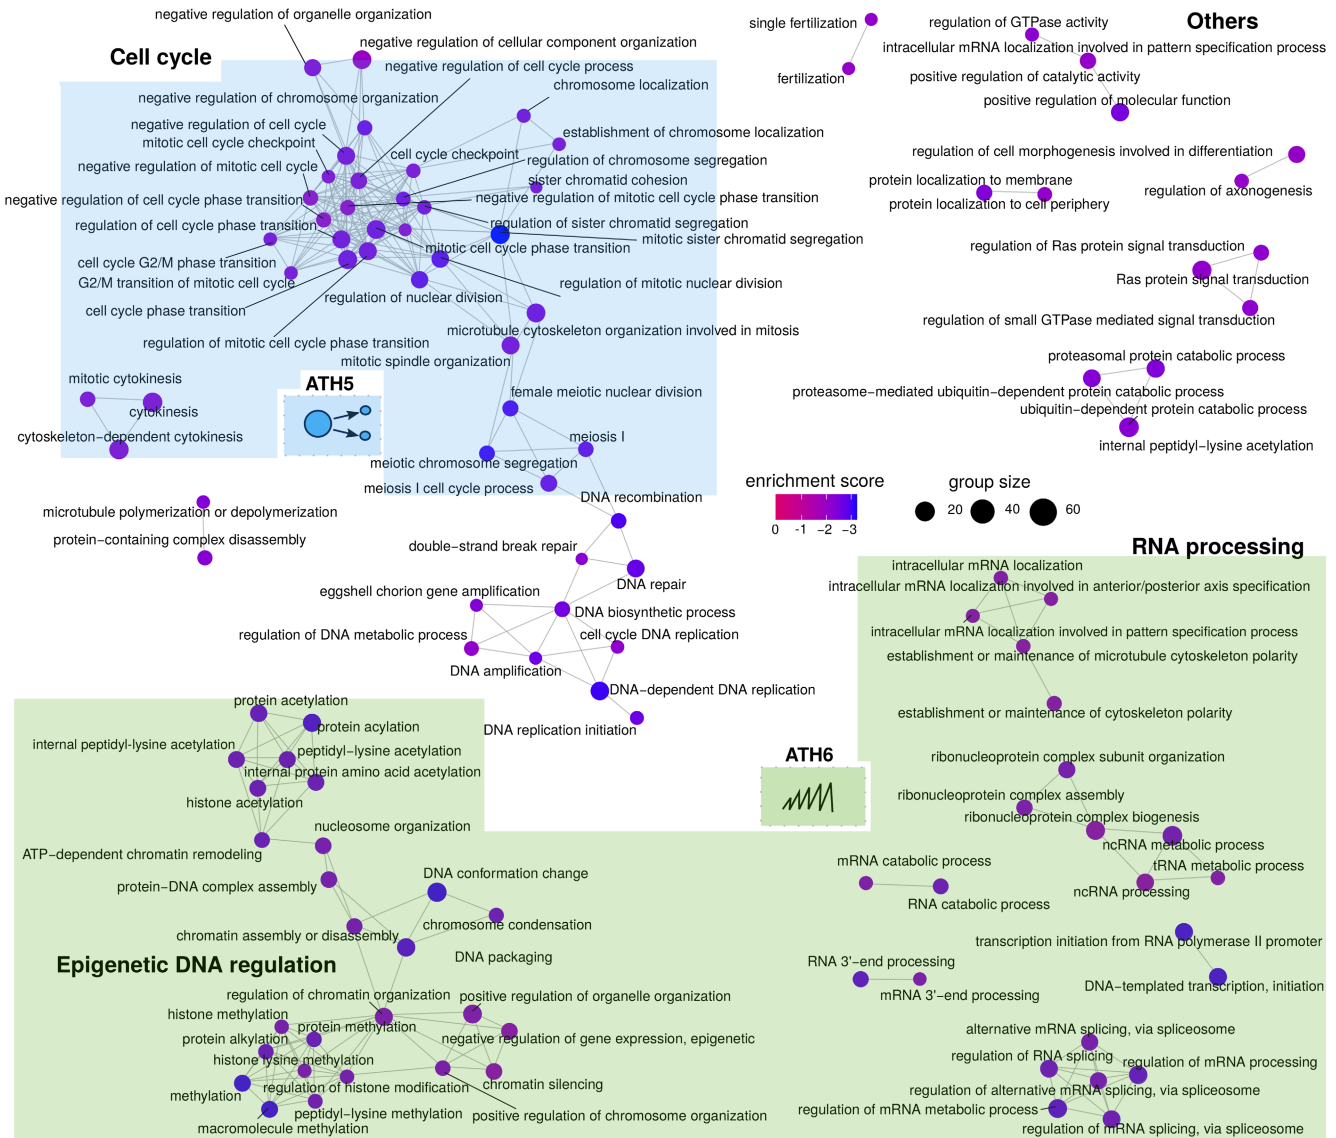 negative regulation of organelle organization
Cell cycle
negative regulation of cellular component organization
negative regulation of cell cycle process
chromosome localization
negative regulation of chromosome organization
negative regulation of cell cycle
establishment of chromosome localization
mitotic cell cycle checkpoint
cell cycle checkpoint
regulation of chromosome segregation
negative regulation of mitotic cell cycle
sister chromatid cohesion
negative regulation of cell cycle phase transition
negative regulation of mitotic cell cycle phase transition
regulation of cell cycle phase transition
regulation of sister chromatid segregation
mitotic sister chromatid segregation
mitotic cell cycle phase transition
cell cycle G2/M phase transition
G2/M transition of mitotic cell cycle
regulation of mitotic nuclear division
regulation of nuclear division
cell cycle phase transition
microtubule cytoskeleton organization involved in mitosis
regulation of mitotic cell cycle phase transition
mitotic spindle organization
mitotic cytokinesis
ATH5
female meiotic nuclear division
cytokinesis
cytoskeleton−dependent cytokinesis
meiosis I
meiotic chromosome segregation
meiosis I cell cycle process
DNA recombination
microtubule polymerization or depolymerization
protein−containing complex disassembly
double−strand break repair
DNA repair
eggshell chorion gene amplification
DNA biosynthetic process
regulation of DNA metabolic process
cell cycle DNA replication
DNA amplification
DNA−dependent DNA replication
DNA replication initiation
single fertilization
fertilization
Others
regulation of GTPase activity
intracellular mRNA localization involved in pattern specification process
positive regulation of catalytic activity
positive regulation of molecular function
regulation of cell morphogenesis involved in differentiation
protein localization to membrane
regulation of axonogenesis
protein localization to cell periphery
regulation of Ras protein signal transduction
Ras protein signal transduction
regulation of small GTPase mediated signal transduction
proteasomal protein catabolic process
proteasome−mediated ubiquitin−dependent protein catabolic process
ubiquitin−dependent protein catabolic process
internal peptidyl−lysine acetylation
enrichment score
0 -1 −2 −3
group size
20 40 60
RNA processing
intracellular mRNA localization
intracellular mRNA localization involved in anterior/posterior axis specification
intracellular mRNA localization involved in pattern specification process
establishment or maintenance of microtubule cytoskeleton polarity
establishment or maintenance of cytoskeleton polarity
ATH6
ribonucleoprotein complex subunit organization
ribonucleoprotein complex assembly
ribonucleoprotein complex biogenesis
ncRNA metabolic process
mRNA catabolic process
tRNA metabolic process
ncRNA processing
RNA catabolic process
transcription initiation from RNA polymerase II promoter
RNA 3'−end processing
DNA-templated transcription, initiation
mRNA 3'−end processing
alternative mRNA splicing, via spliceosome
regulation of RNA splicing
regulation of mRNA processing
regulation of alternative mRNA splicing, via spliceosome
regulation of mRNA metabolic process
regulation of mRNA splicing, via spliceosome
protein acetylation
protein acylation
internal peptidyl-lysine acetylation
peptidyl−lysine acetylation
internal protein amino acid acetylation
histone acetylation
nucleosome organization
ATP−dependent chromatin remodeling
protein−DNA complex assembly
DNA conformation change
chromosome condensation
chromatin assembly or disassembly
DNA packaging
Epigenetic DNA regulation
regulation of chromatin organization
positive regulation of organelle organization
histone methylation
protein methylation
protein alkylation
negative regulation of gene expression, epigenetic
histone lysine methylation
regulation of histone modification
chromatin silencing
methylation
peptidyl−lysine methylation
positive regulation of chromosome organization
macromolecule methylation